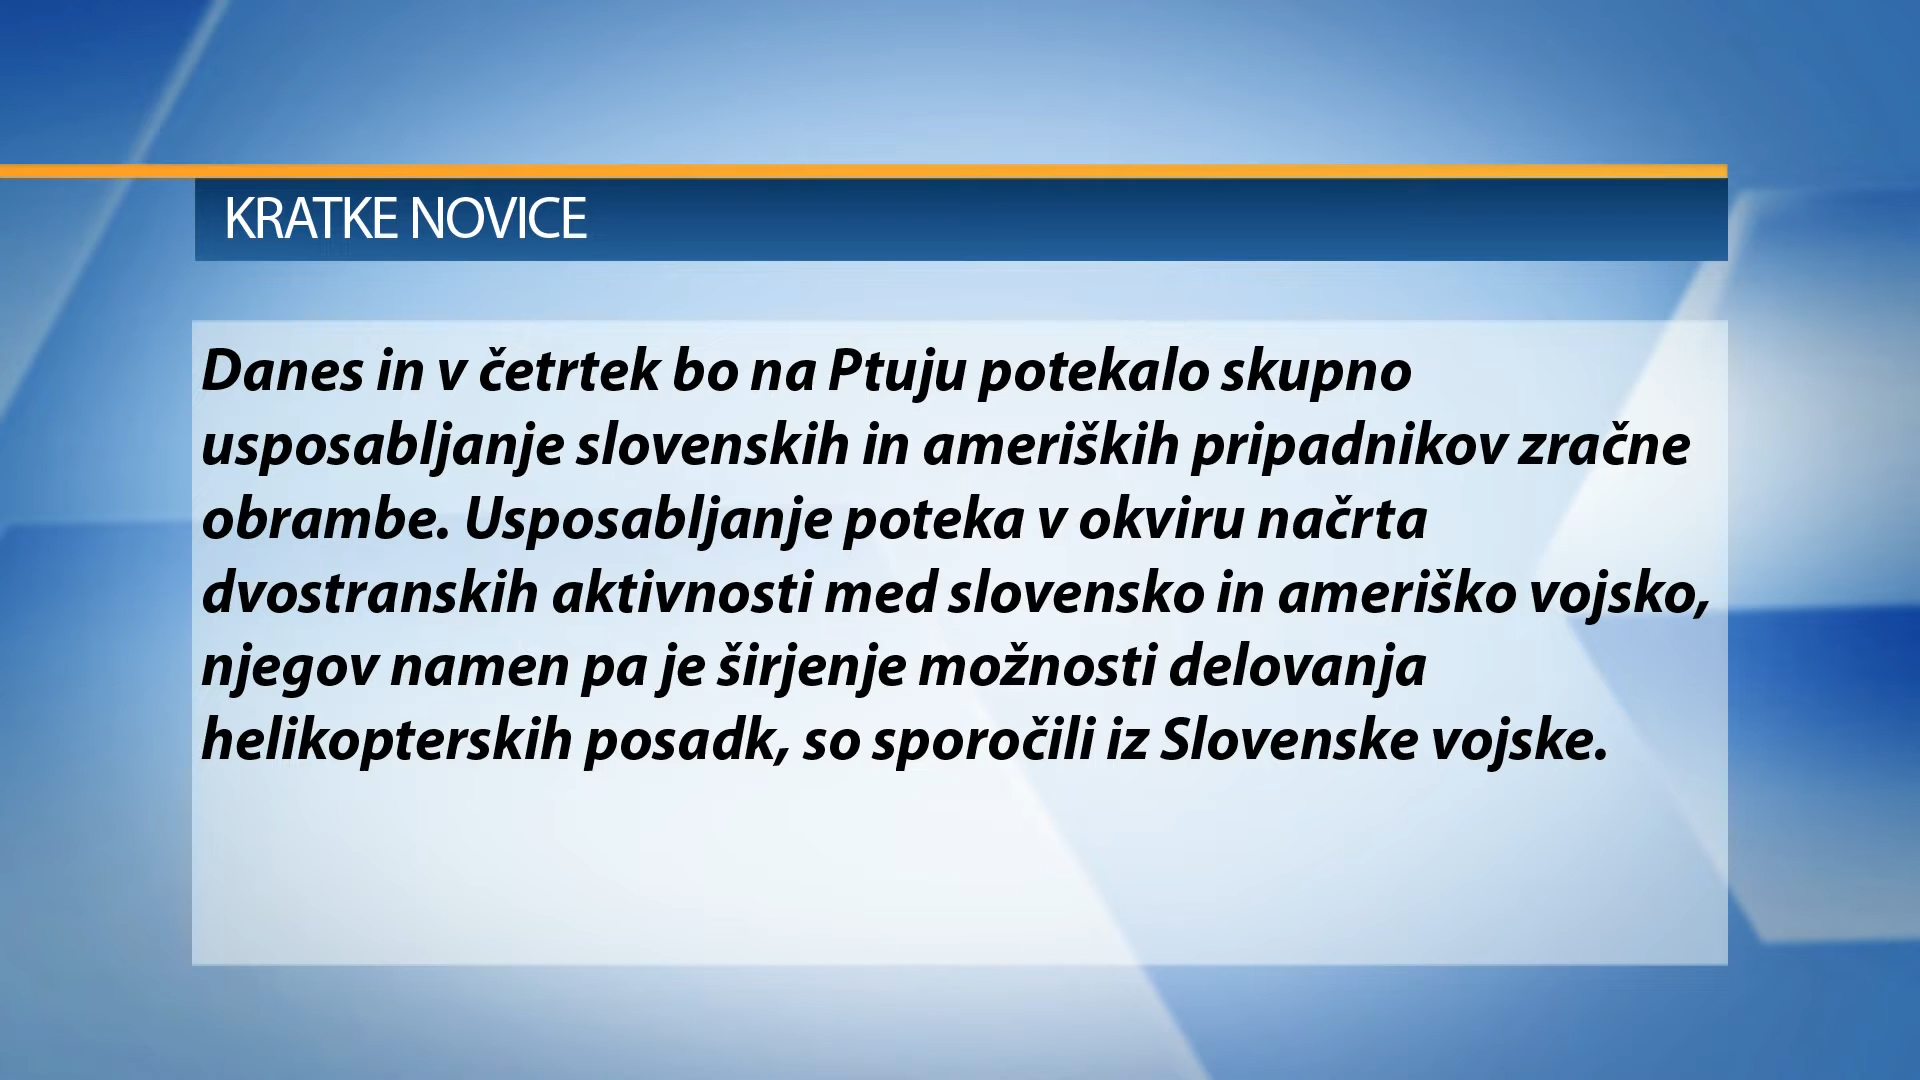 KRATKE NOVICE
Danes in v četrtek bo na Ptuju potekalo skupno
usposabljanje slovenskih in ameriških pripadnikov zračne
obrambe. Usposabljanje poteka v okviru načrta
dvostranskih aktivnosti med slovensko in ameriško vojsko,
njegov namen pa je širjenje možnosti delovanja
helikopterskih posadk, so sporočili iz Slovenske vojske.